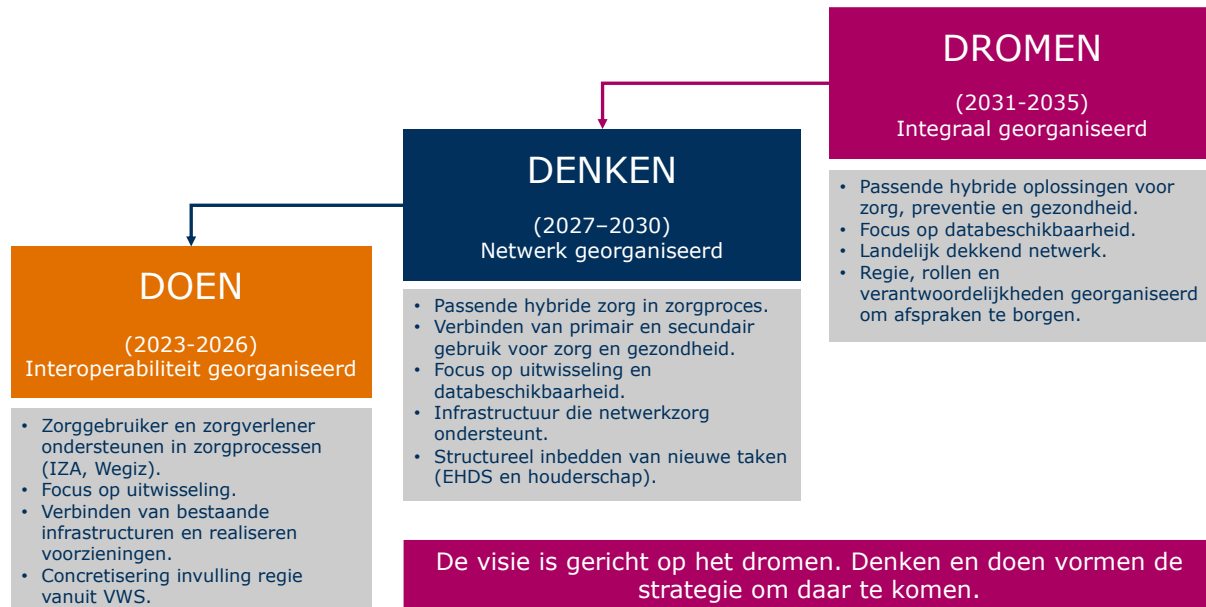 DROMEN
(2031-2035)
Integraal georganiseerd
• Passende hybride oplossingen voor
zorg, preventie en gezondheid.
• Focus op databeschikbaarheid.
• Landelijk dekkend netwerk.
• Regie, rollen en
verantwoordelijkheden georganiseerd
om afspraken te borgen.
DENKEN
(2027–2030)
Netwerk georganiseerd
• Passende hybride zorg in zorgproces.
• Verbinden van primair en secundair
gebruik voor zorg en gezondheid.
• Focus op uitwisseling en
databeschikbaarheid.
• Infrastructuur die netwerkzorg
ondersteunt.
• Structureel inbedden van nieuwe taken
(EHDS en houderschap).
DOEN
(2023-2026)
Interoperabiliteit georganiseerd
• Zorggebruiker en zorgverlener
ondersteunen in zorgprocessen
(IZA, Wegiz).
• Focus op uitwisseling.
• Verbinden van bestaande
infrastructuren en realiseren
voorzieningen.
• Concretisering invulling regie
vanuit VWS.
De visie is gericht op het dromen. Denken en doen vormen de
strategie om daar te komen.